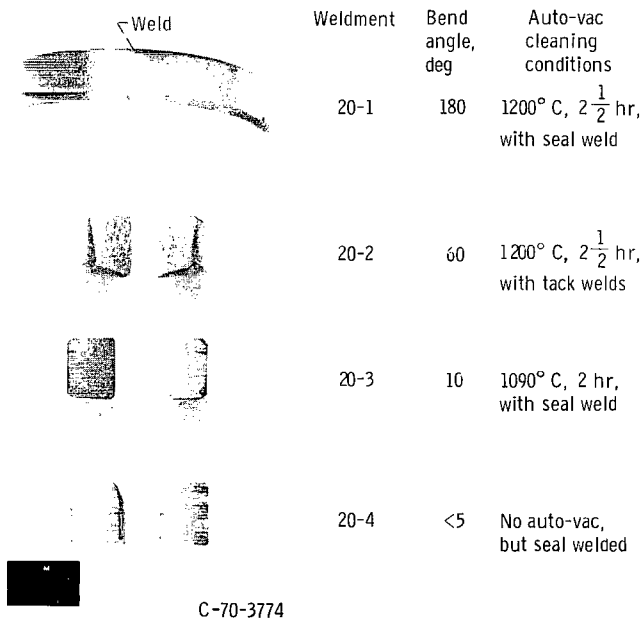 Weld
Weldment Bend angle, deg Auto-vac cleaning conditions
20-1 180 1200° C, 2 1/2 hr, with seal weld
20-2 60 1200° C, 2 1/2 hr, with tack welds
20-3 10 1090° C, 2 hr, with seal weld
20-4 <5 No auto-vac, but seal welded
C-70-3774